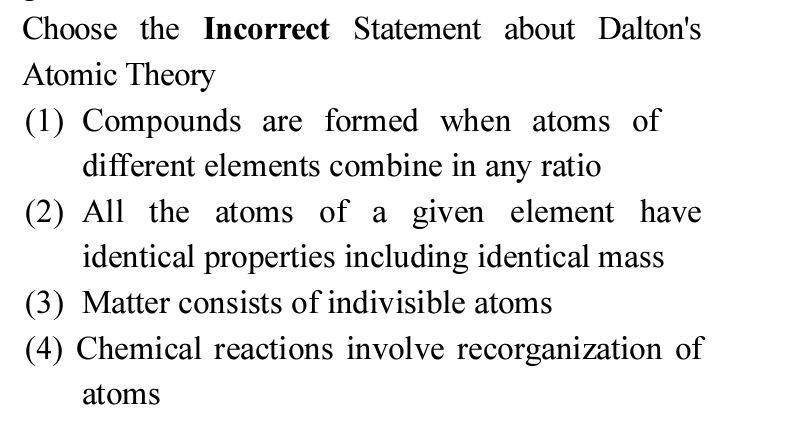 Choose the Incorrect Statement about Dalton's
Atomic Theory
(1) Compounds are formed when atoms of
different elements combine in any ratio
(2) All the atoms of a given element have
identical properties including identical mass
(3) Matter consists of indivisible atoms
(4) Chemical reactions involve recorganization of
atoms